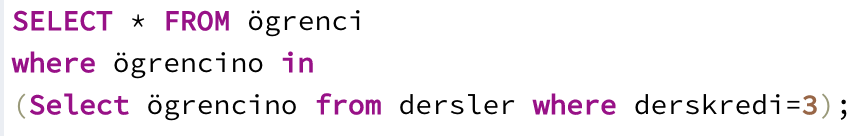 SELECT * FROM ögrenci
where ögrencino in
(Select ögrencino from dersler where derskredi=3);